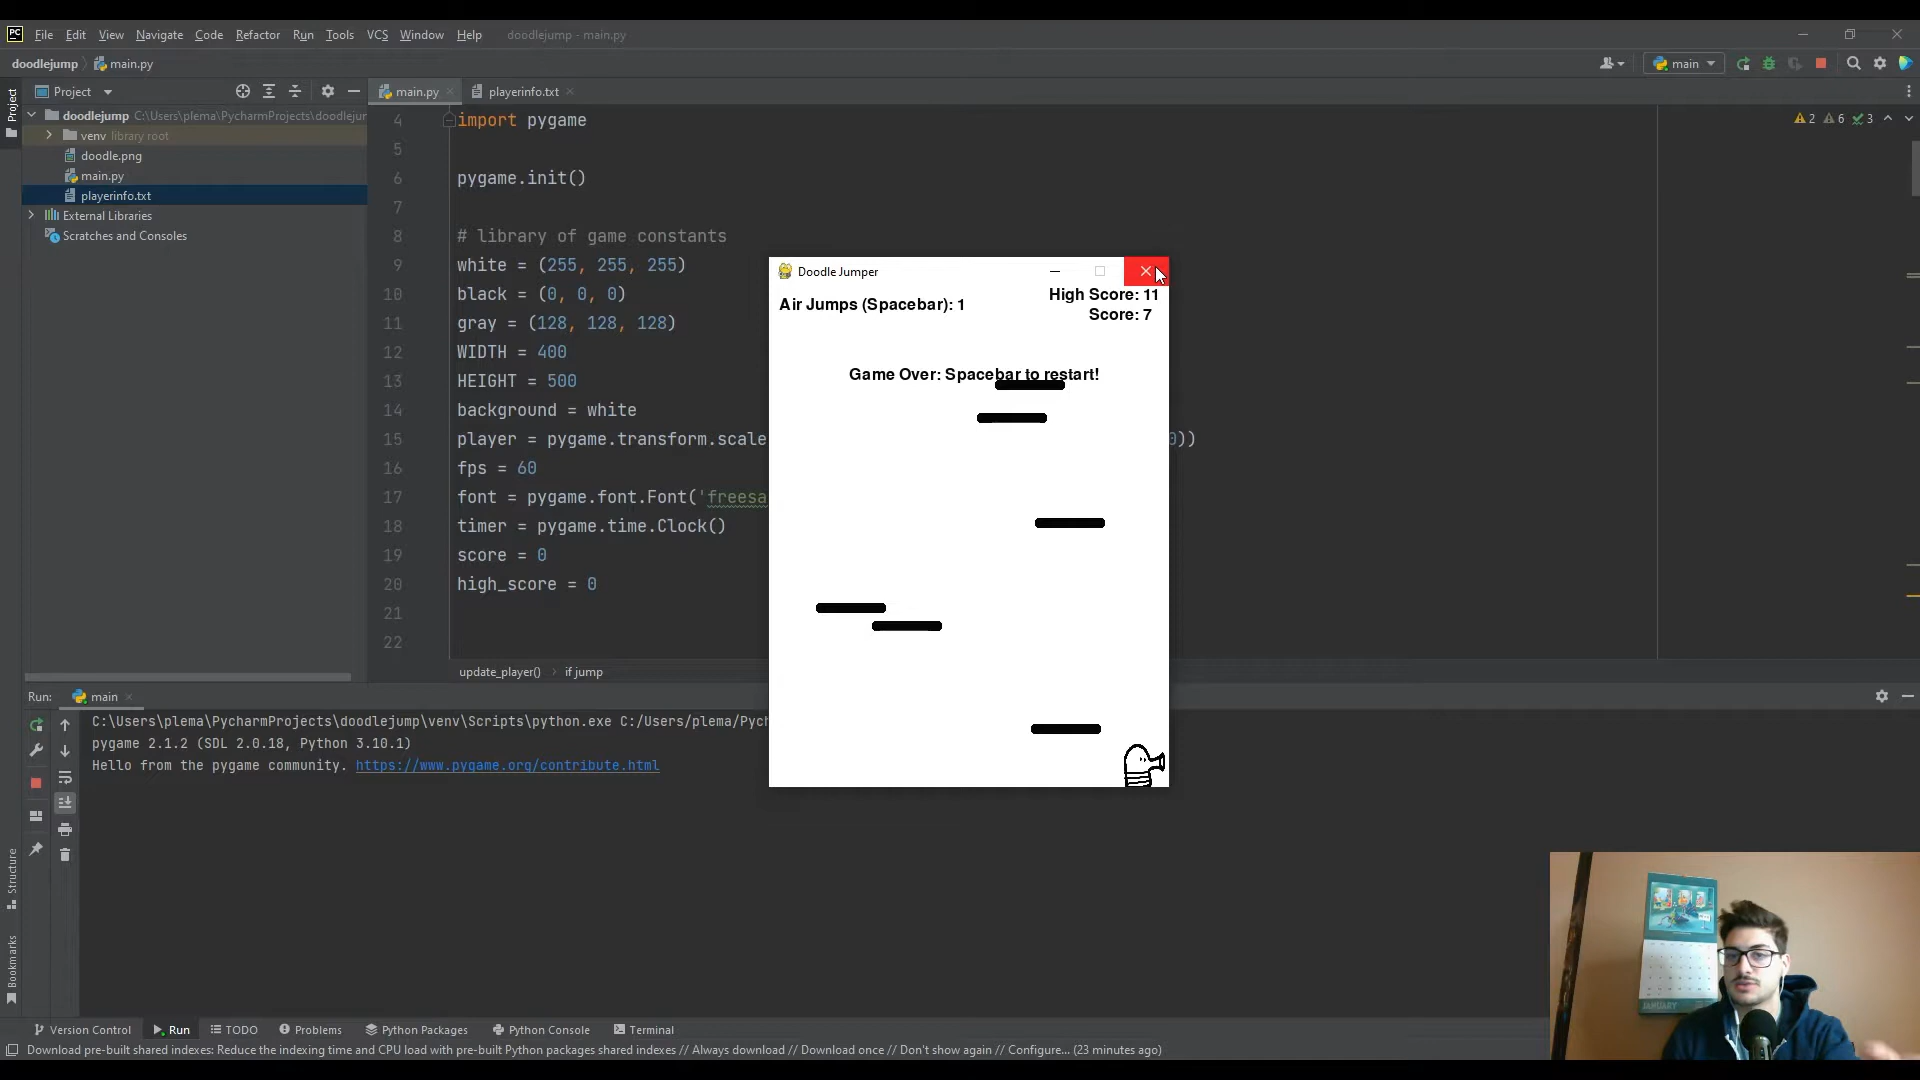 PC File Edit View Navigate Code Refactor Run Tools VCS Window Help doodlejump - main.py
doodlejump main.py
main
Project
main.py
playerinfo.txt
Project
doodlejump C:\Users\plema\PycharmProjects\doodlejur
venv library root
doodle.png
main.py
playerinfo.txt
External Libraries
Scratches and Consoles
2 6 3
4 import pygame
5
6 pygame.init()
7
8 # library of game constants
9 white = (255, 255, 255)
10 black = (0, 0, 0)
11 gray = (128, 128, 128)
12 WIDTH = 400
13 HEIGHT = 500
14 background = white
15 player = pygame.transform.scale 0))
16 fps = 60
17 font = pygame.font.Font('freesa
18 timer = pygame.time.Clock()
19 score = 0
20 high_score = 0
21
22
update_player() if jump
Doodle Jumper
Air Jumps (Spacebar): 1
High Score: 11
Score: 7
Game Over: Spacebar to restart!
Run: main
C:\Users\plema\PycharmProjects\doodlejump\venv\Scripts\python.exe C:/Users/plema/Pych
pygame 2.1.2 (SDL 2.0.18, Python 3.10.1)
Hello from the pygame community. https://www.pygame.org/contribute.html
Structure
Bookmarks
JANUARY
Version Control Run TODO Problems Python Packages Python Console Terminal
Download pre-built shared indexes: Reduce the indexing time and CPU load with pre-built Python packages shared indexes // Always download // Download once // Don't show again // Configure... (23 minutes ago)